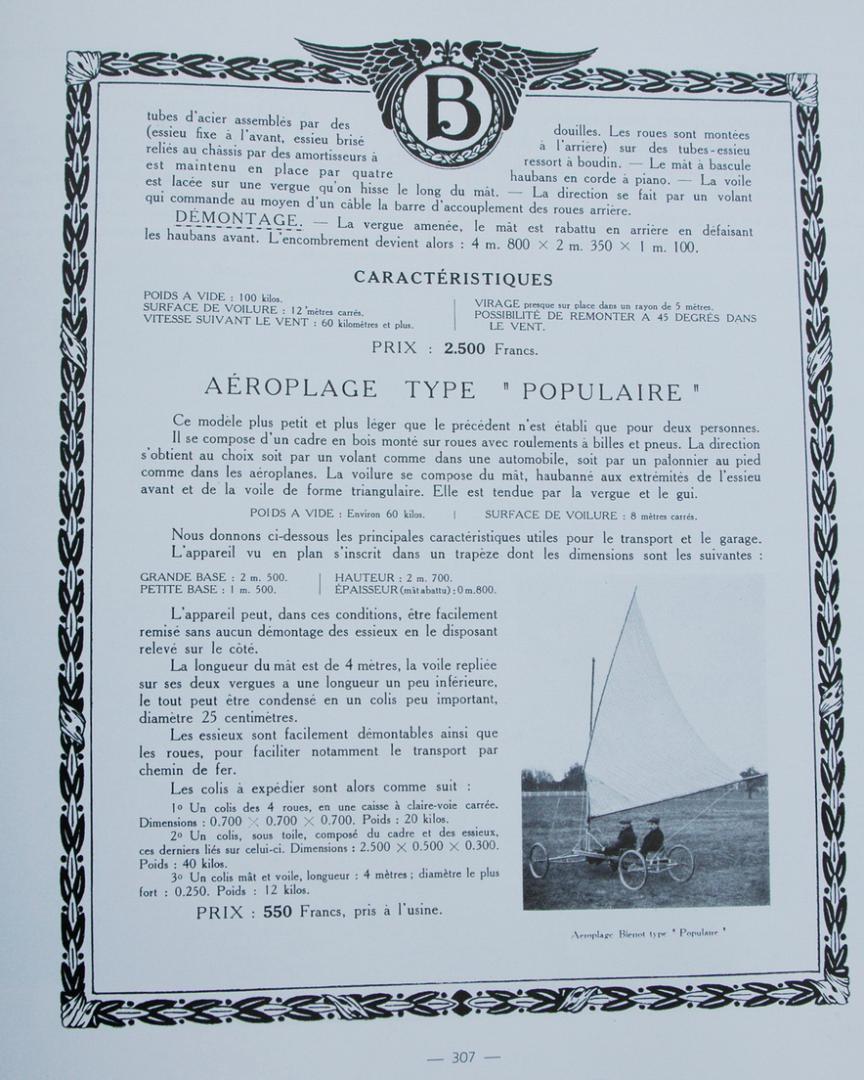 B
tubes d'acier assemblés par des douilles. Les roues sont montées
(essieu fixe à l'avant, essieu brisé à l'arrière) sur des tubes-essieu
reliés au châssis par des amortisseurs à ressort à boudin. — Le mât à bascule
est maintenu en place par quatre haubans en corde à piano. — La voile
est lacée sur une vergue qu'on hisse le long du mât. — La direction se fait par un volant
qui commande au moyen d'un câble la barre d'accouplement des roues arrière.
DÉMONTAGE. — La vergue amenée, le mât est rabattu en arrière en défaisant
les haubans avant. L'encombrement devient alors : 4 m. 800 × 2 m. 350 × 1 m. 100.
CARACTÉRISTIQUES
POIDS A VIDE : 100 kilos.
SURFACE DE VOILURE : 12 mètres carrés.
VITESSE SUIVANT LE VENT : 60 kilomètres et plus.
VIRAGE presque sur place dans un rayon de 5 mètres.
POSSIBILITÉ DE REMONTER A 45 DEGRÉS DANS
LE VENT.
PRIX : 2.500 Francs.
AÉROPLAGE TYPE " POPULAIRE "
Ce modèle plus petit et plus léger que le précédent n'est établi que pour deux personnes.
Il se compose d'un cadre en bois monté sur roues avec roulements à billes et pneus. La direction
s'obtient au choix soit par un volant comme dans une automobile, soit par un palonnier au pied
comme dans les aéroplanes. La voilure se compose du mât, haubanné aux extrémités de l'essieu
avant et de la voile de forme triangulaire. Elle est tendue par la vergue et le gui.
POIDS A VIDE : Environ 60 kilos. | SURFACE DE VOILURE : 8 mètres carrés.
Nous donnons ci-dessous les principales caractéristiques utiles pour le transport et le garage.
L'appareil vu en plan s'inscrit dans un trapèze dont les dimensions sont les suivantes :
GRANDE BASE : 2 m. 500.
PETITE BASE : 1 m. 500.
HAUTEUR : 2 m. 700.
ÉPAISSEUR (mât abattu) : 0 m. 800.
L'appareil peut, dans ces conditions, être facilement
remisé sans aucun démontage des essieux en le disposant
relevé sur le côté.
La longueur du mât est de 4 mètres, la voile repliée
sur ses deux vergues a une longueur un peu inférieure,
le tout peut être condensé en un colis peu important,
diamètre 25 centimètres.
Les essieux sont facilement démontables ainsi que
les roues, pour faciliter notamment le transport par
chemin de fer.
Les colis à expédier sont alors comme suit :
1º Un colis des 4 roues, en une caisse à claire-voie carrée.
Dimensions : 0.700 × 0.700 × 0.700. Poids : 20 kilos.
2º Un colis, sous toile, composé du cadre et des essieux,
ces derniers liés sur celui-ci. Dimensions : 2.500 × 0.500 × 0.300.
Poids : 40 kilos.
3º Un colis mât et voile, longueur : 4 mètres ; diamètre le plus
fort : 0.250. Poids : 12 kilos.
PRIX : 550 Francs, pris à l'usine.
Aeroplage Bienot type " Populaire "
— 307 —